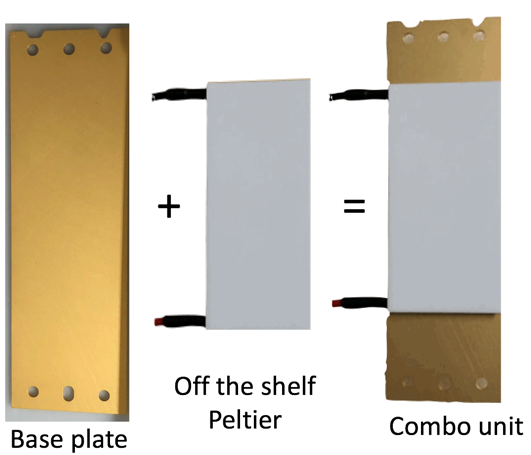 +
=
Off the shelf
Peltier
Base plate
Combo unit